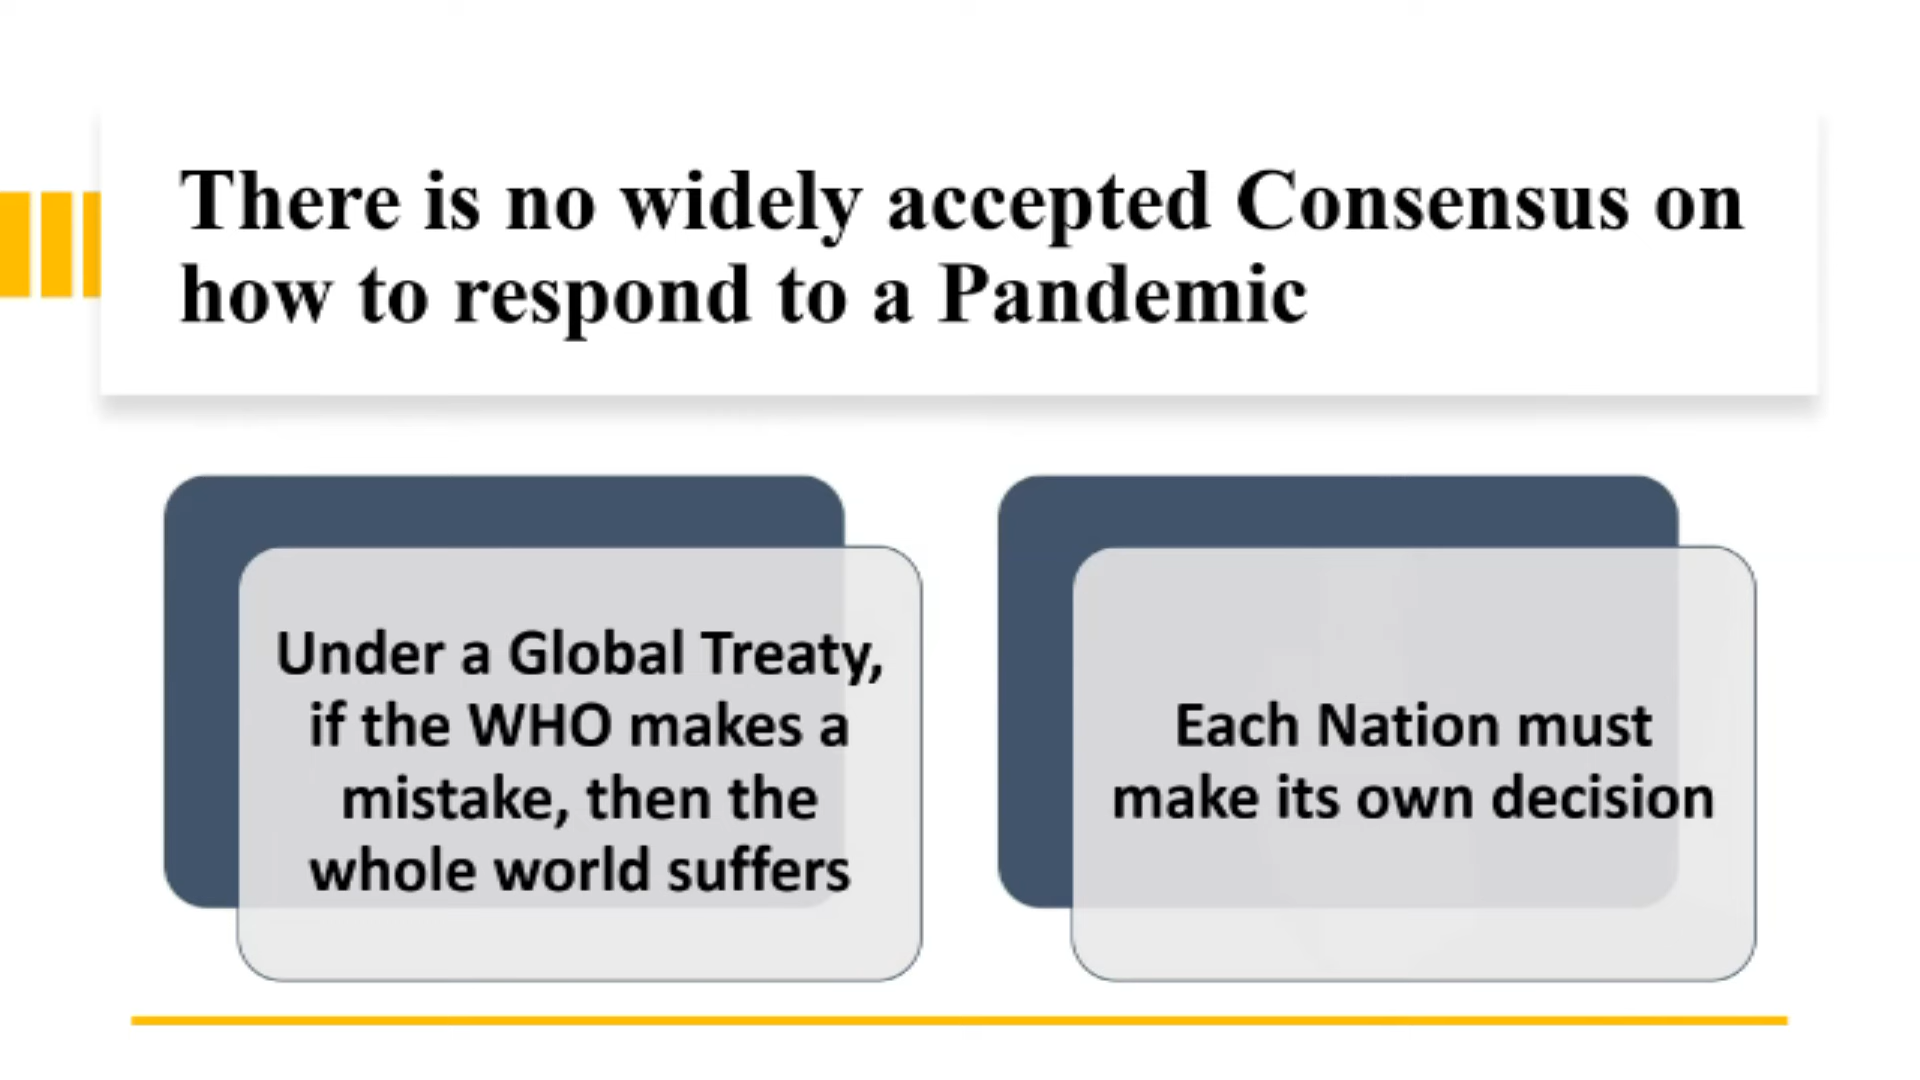 There is no widely accepted Consensus on
how to respond to a Pandemic
Under a Global Treaty,
if the WHO makes a
mistake, then the
whole world suffers
Each Nation must
make its own decision